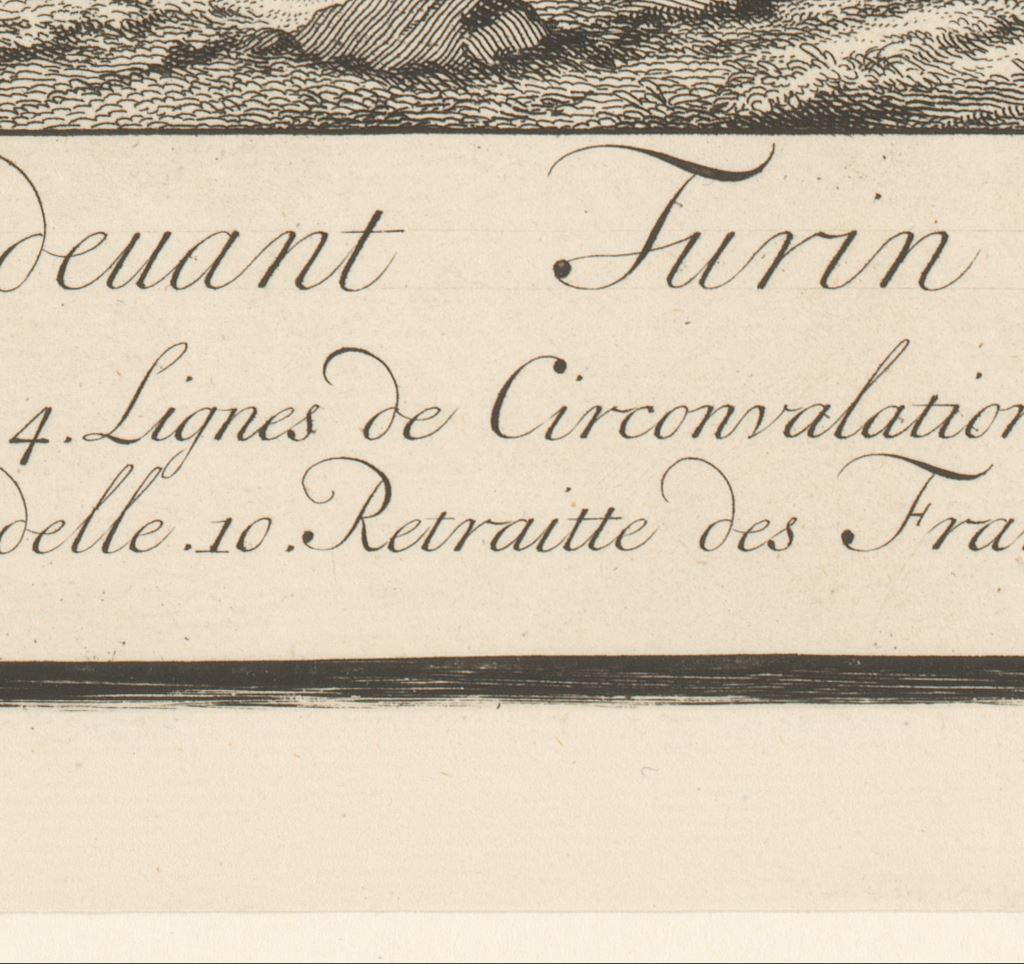 deuant Turin
4. Lignes de Circonvalation
delle. 10. Retraitte des Fra